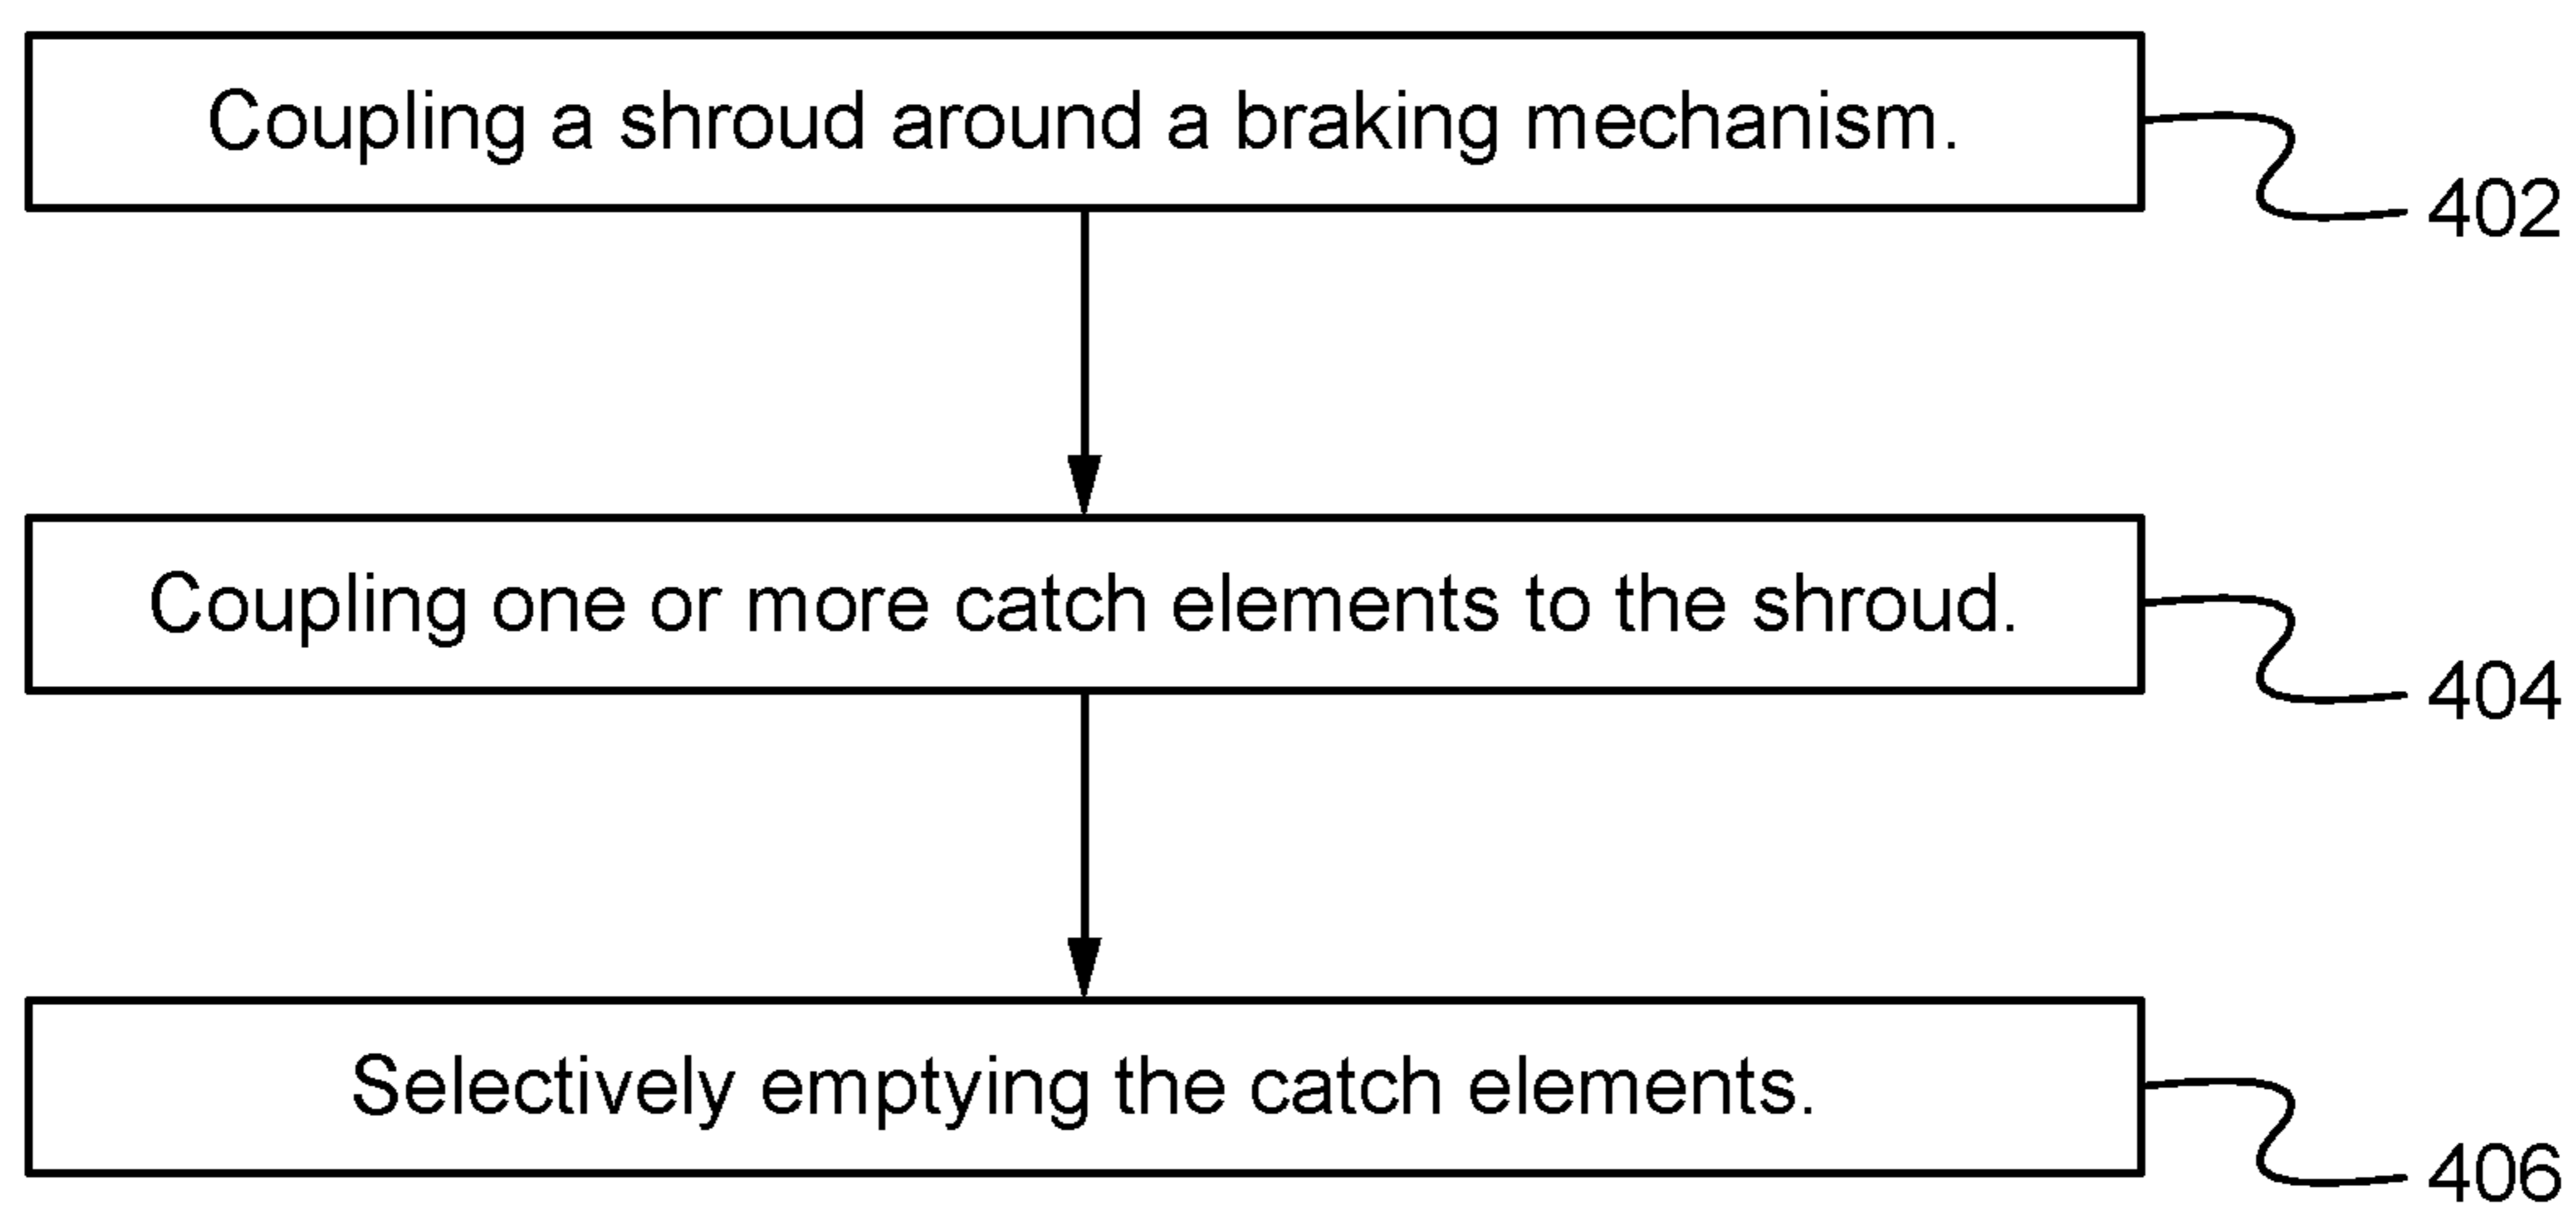 Coupling a shroud around a braking mechanism.
402
Coupling one or more catch elements to the shroud.
404
Selectively emptying the catch elements.
406